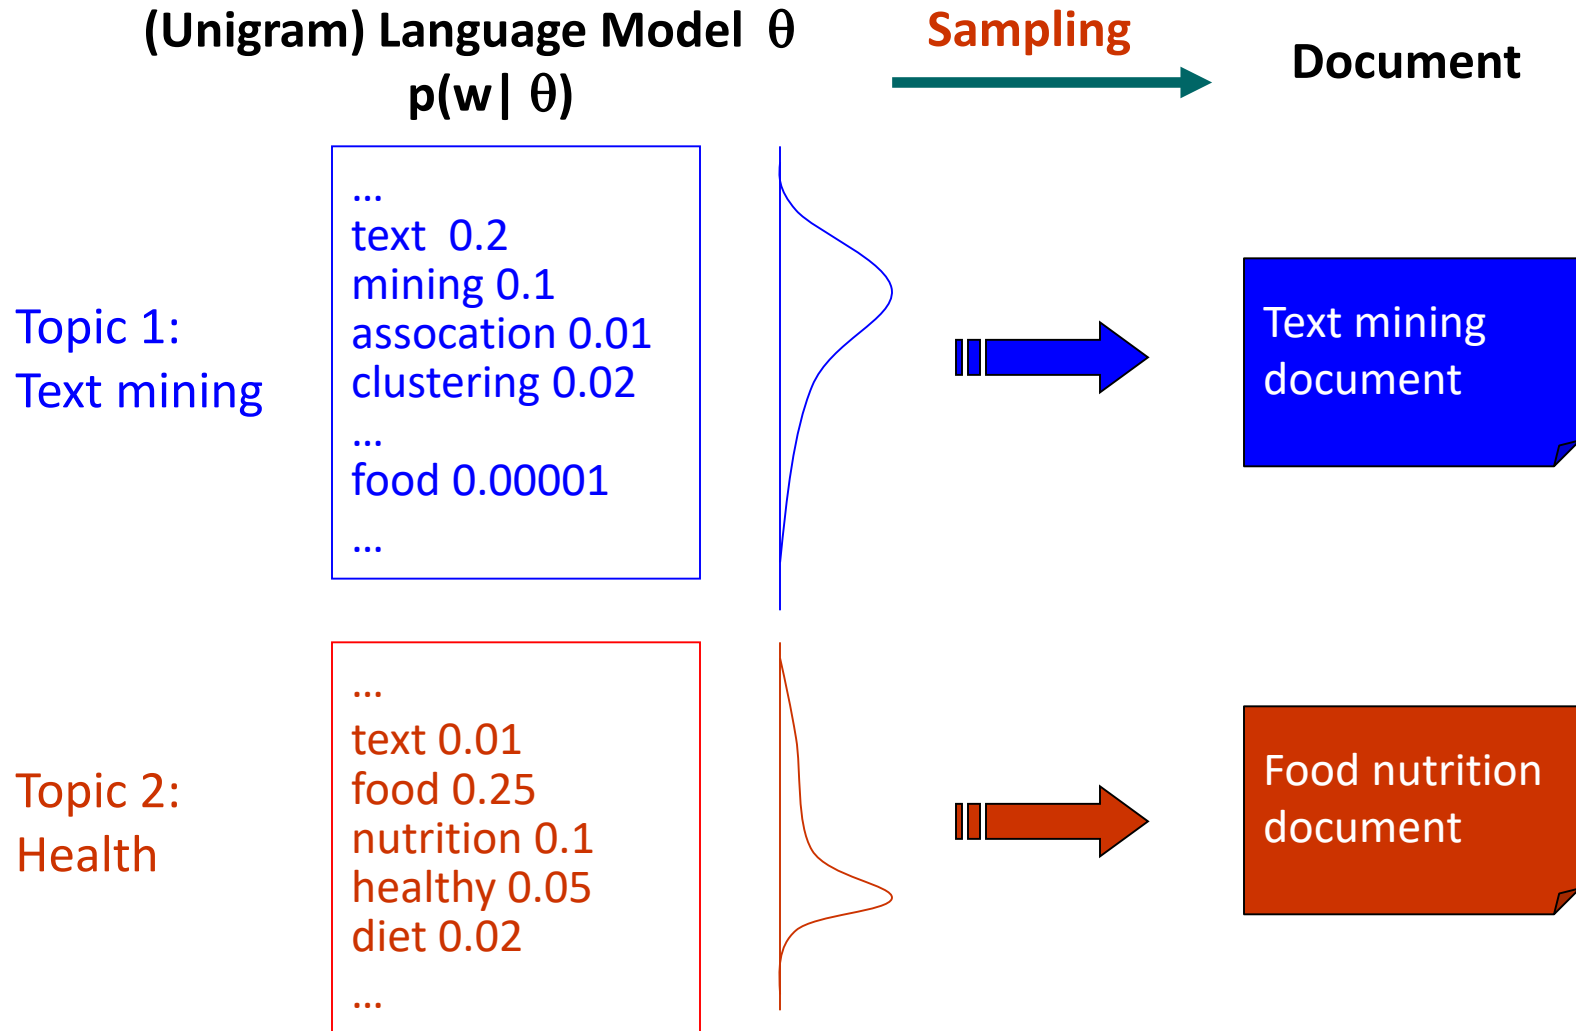 (Unigram) Language Model θ
p(w| θ)
Sampling
Document
Topic 1:
Text mining
...
text 0.2
mining 0.1
assocation 0.01
clustering 0.02
...
food 0.00001
...
Text mining
document
Topic 2:
Health
...
text 0.01
food 0.25
nutrition 0.1
healthy 0.05
diet 0.02
...
Food nutrition
document